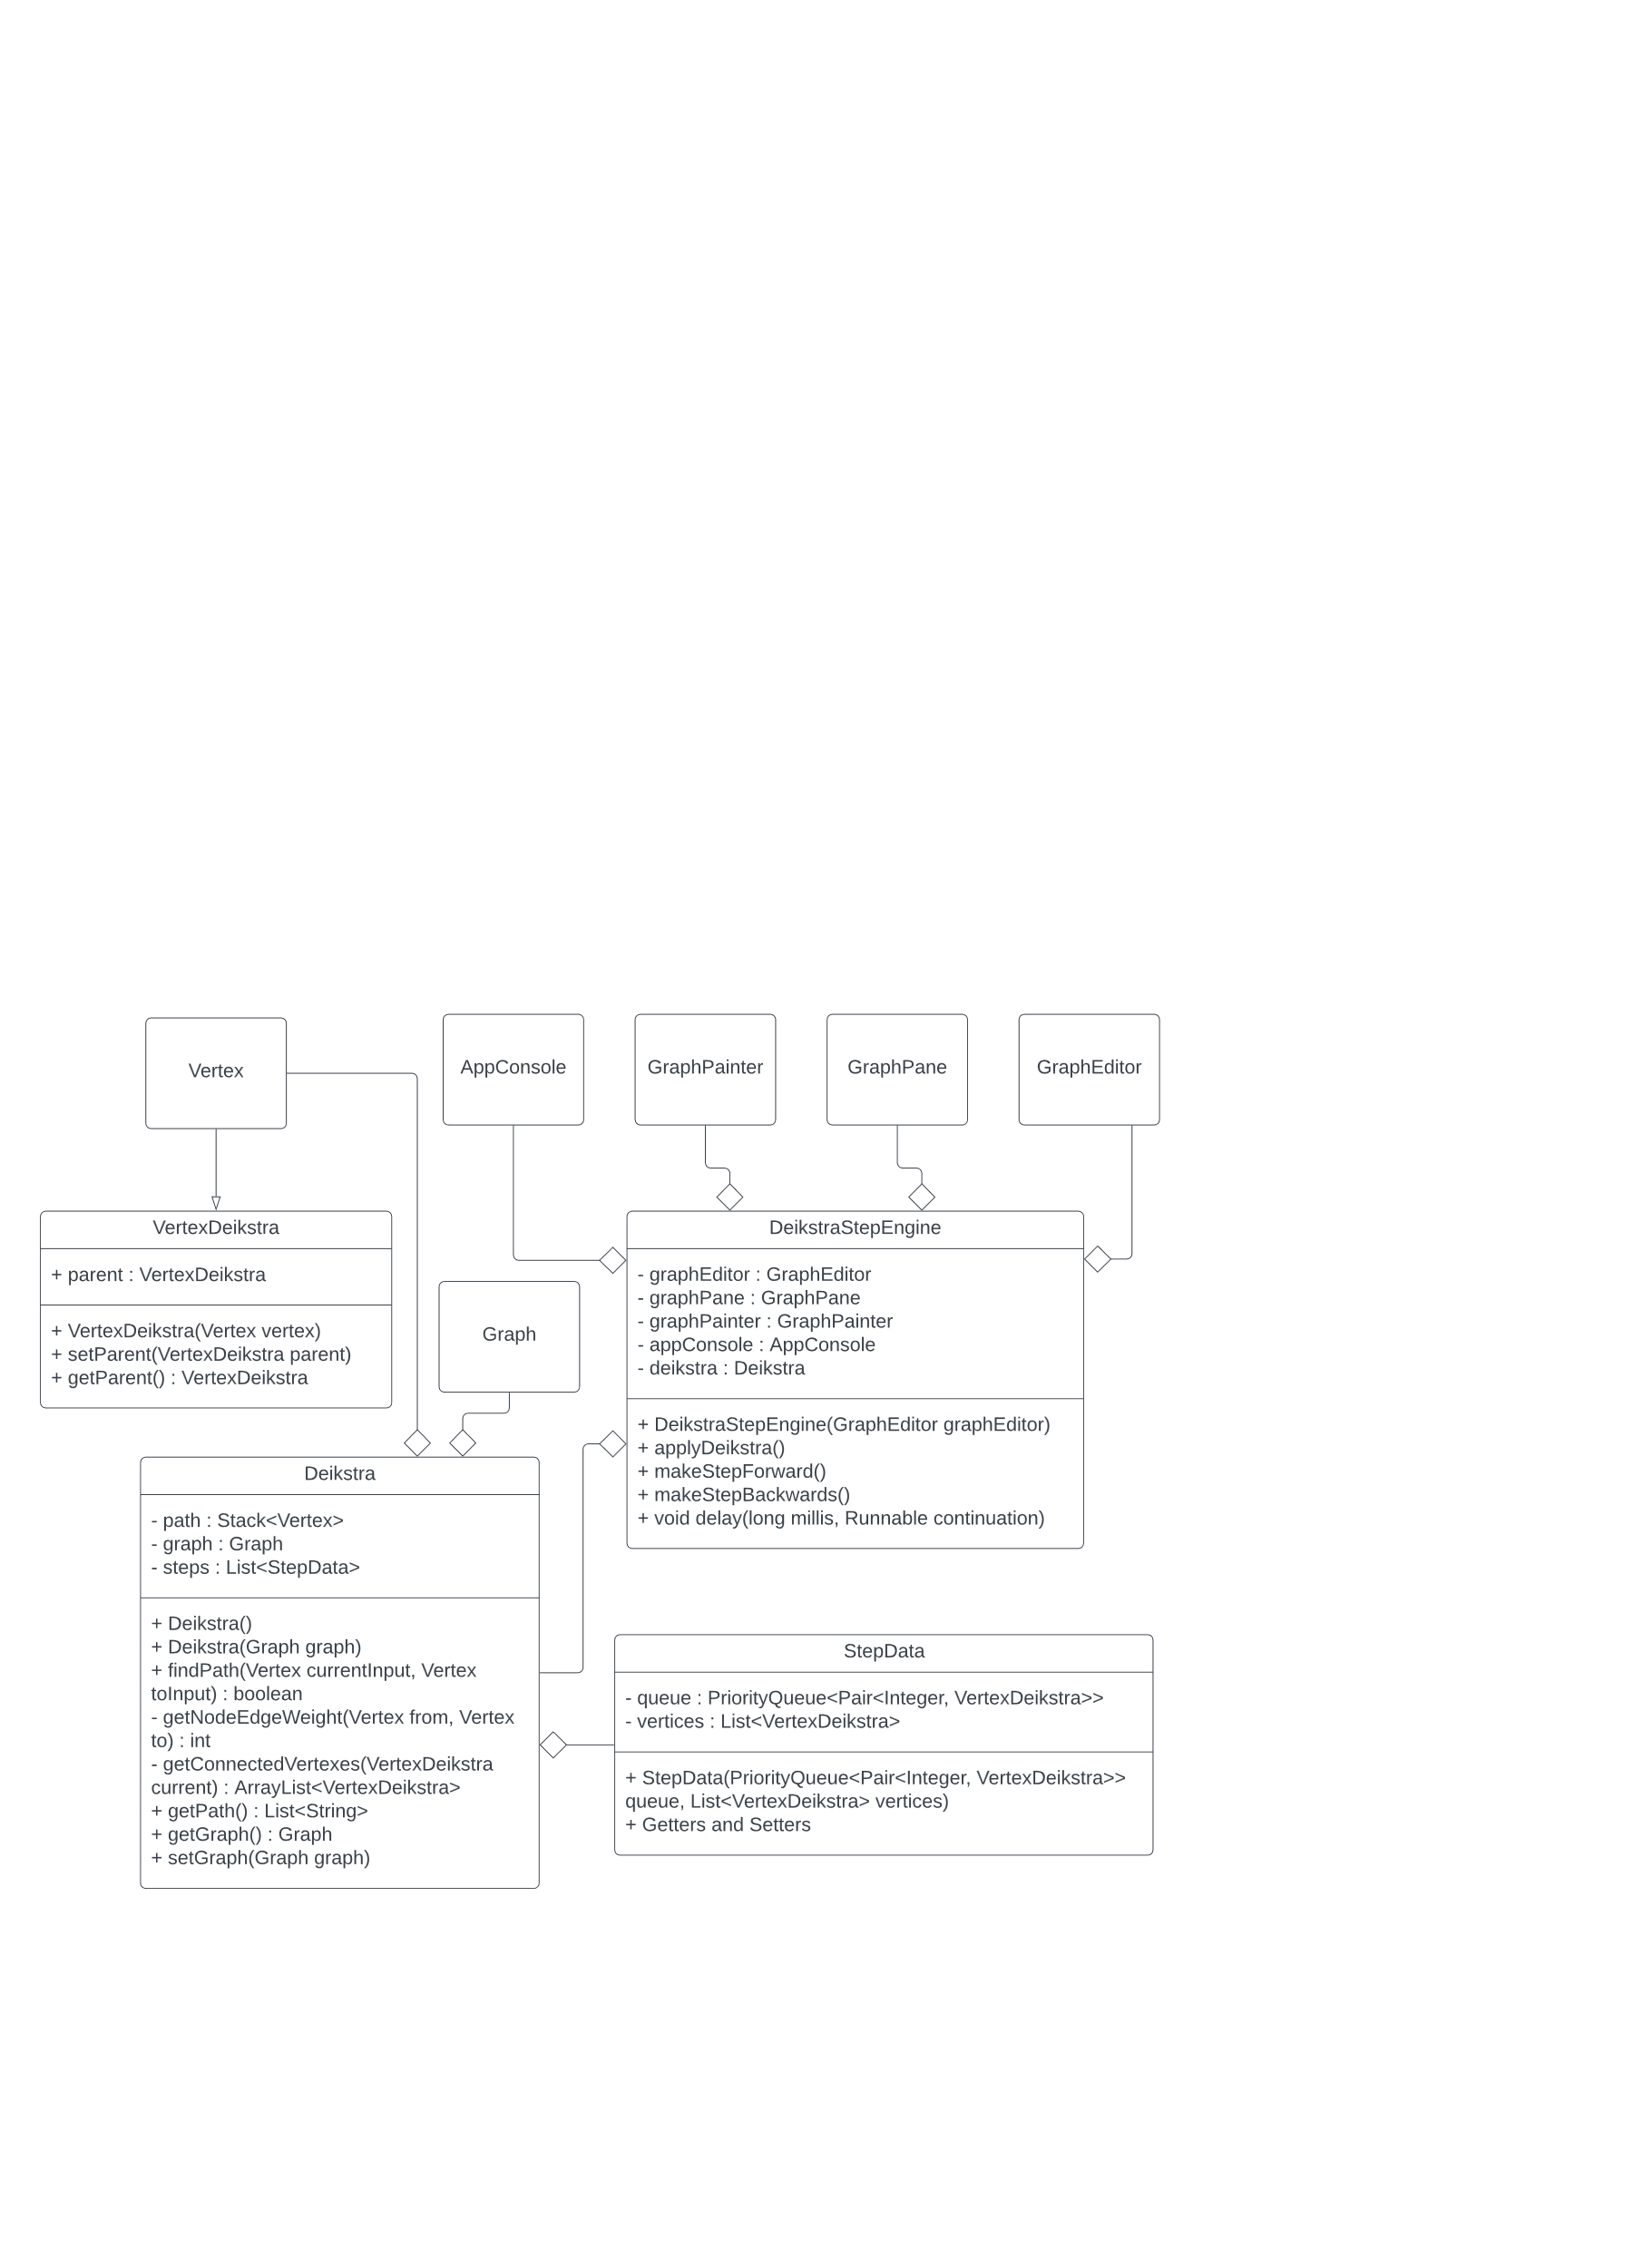 Vertex
AppConsole
GraphPainter
GraphPane
GraphEditor
VertexDeikstra
+ parent : VertexDeikstra
+ VertexDeikstra(Vertex vertex)
+ setParent(VertexDeikstra parent)
+ getParent() : VertexDeikstra
DeikstraStepEngine
- graphEditor : GraphEditor
- graphPane : GraphPane
- graphPainter : GraphPainter
- appConsole : AppConsole
- deikstra : Deikstra
+ DeikstraStepEngine(GraphEditor graphEditor)
+ applyDeikstra()
+ makeStepForward()
+ makeStepBackwards()
+ void delay(long millis, Runnable continuation)
Graph
Deikstra
- path : Stack<Vertex>
- graph : Graph
- steps : List<StepData>
+ Deikstra()
+ Deikstra(Graph graph)
+ findPath(Vertex currentInput, Vertex
toInput) : boolean
- getNodeEdgeWeight(Vertex from, Vertex
to) : int
- getConnectedVertexes(VertexDeikstra
current) : ArrayList<VertexDeikstra>
+ getPath() : List<String>
+ getGraph() : Graph
+ setGraph(Graph graph)
StepData
- queue : PriorityQueue<Pair<Integer, VertexDeikstra>>
- vertices : List<VertexDeikstra>
+ StepData(PriorityQueue<Pair<Integer, VertexDeikstra>>
queue, List<VertexDeikstra> vertices)
+ Getters and Setters